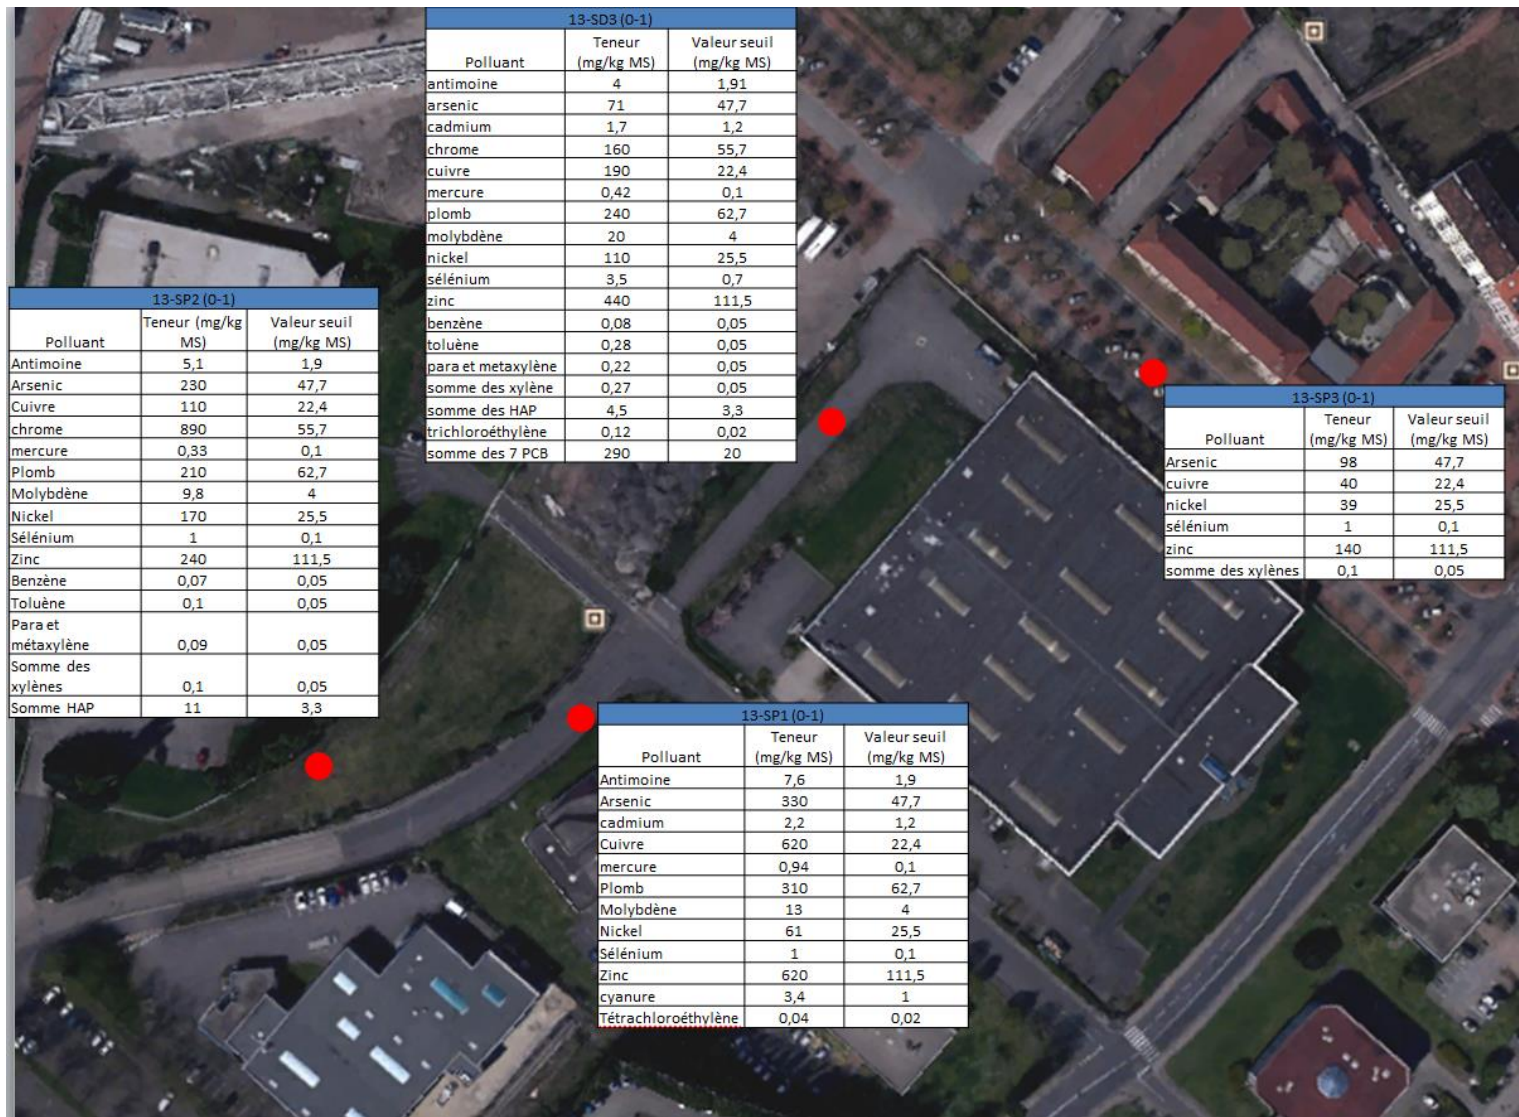 13-SD3 (0-1)
Polluant Teneur (mg/kg MS) Valeur seuil (mg/kg MS)
antimoine 4 1,91
arsenic 71 47,7
cadmium 1,7 1,2
chrome 160 55,7
cuivre 190 22,4
mercure 0,42 0,1
plomb 240 62,7
molybdène 20 4
nickel 110 25,5
sélénium 3,5 0,7
zinc 440 111,5
benzène 0,08 0,05
toluène 0,28 0,05
para et metaxylène 0,22 0,05
somme des xylène 0,27 0,05
somme des HAP 4,5 3,3
trichloroéthylène 0,12 0,02
somme des 7 PCB 290 20
13-SP2 (0-1)
Polluant Teneur (mg/kg MS) Valeur seuil (mg/kg MS)
Antimoine 5,1 1,9
Arsenic 230 47,7
Cuivre 110 22,4
chrome 890 55,7
mercure 0,33 0,1
Plomb 210 62,7
Molybdène 9,8 4
Nickel 170 25,5
Sélénium 1 0,1
Zinc 240 111,5
Benzène 0,07 0,05
Toluène 0,1 0,05
Para et
métaxylène 0,09 0,05
Somme des
xylènes 0,1 0,05
Somme HAP 11 3,3
13-SP3 (0-1)
Polluant Teneur (mg/kg MS) Valeur seuil (mg/kg MS)
Arsenic 98 47,7
cuivre 40 22,4
nickel 39 25,5
sélénium 1 0,1
zinc 140 111,5
somme des xylènes 0,1 0,05
13-SP1 (0-1)
Polluant Teneur (mg/kg MS) Valeur seuil (mg/kg MS)
Antimoine 7,6 1,9
Arsenic 330 47,7
cadmium 2,2 1,2
Cuivre 620 22,4
mercure 0,94 0,1
Plomb 310 62,7
Molybdène 13 4
Nickel 61 25,5
Sélénium 1 0,1
Zinc 620 111,5
cyanure 3,4 1
Tétrachloroéthylène 0,04 0,02